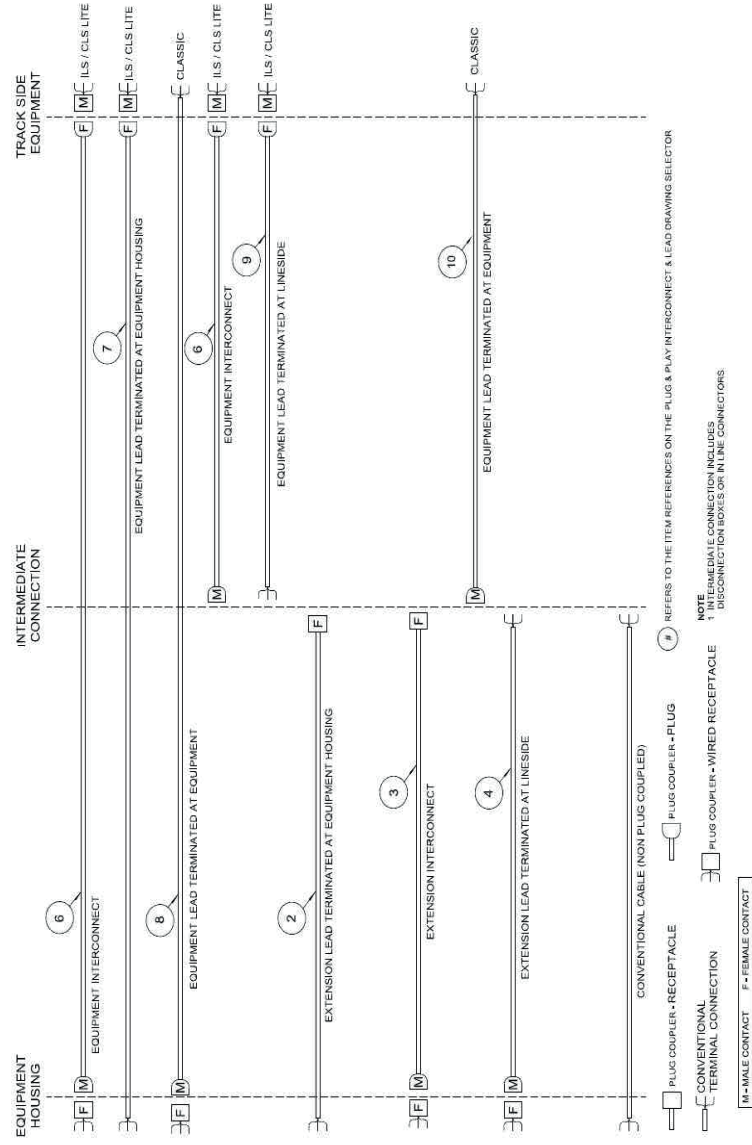 EQUIPMENT
HOUSING
INTERMEDIATE
CONNECTION
TRACK SIDE
EQUIPMENT
F M
6
EQUIPMENT INTERCONNECT
F M
ILS / CLS LITE
7
EQUIPMENT LEAD TERMINATED AT EQUIPMENT HOUSING
F M
ILS / CLS LITE
F M
8
EQUIPMENT LEAD TERMINATED AT EQUIPMENT
CLASSIC
M
6
EQUIPMENT INTERCONNECT
F M
ILS / CLS LITE
9
EQUIPMENT LEAD TERMINATED AT LINESIDE
F M
ILS / CLS LITE
2
EXTENSION LEAD TERMINATED AT EQUIPMENT HOUSING
F
F M
3
EXTENSION INTERCONNECT
F
M
10
EQUIPMENT LEAD TERMINATED AT EQUIPMENT
CLASSIC
F M
4
EXTENSION LEAD TERMINATED AT LINESIDE
CONVENTIONAL CABLE (NON PLUG COUPLED)
PLUG COUPLER - RECEPTACLE
PLUG COUPLER - PLUG
# REFERS TO THE ITEM REFERENCES ON THE PLUG & PLAY INTERCONNECT & LEAD DRAWING SELECTOR
CONVENTIONAL
TERMINAL CONNECTION
PLUG COUPLER - WIRED RECEPTACLE
NOTE
1 INTERMEDIATE CONNECTION INCLUDES
DISCONNECTION BOXES OR IN LINE CONNECTORS
M - MALE CONTACT F - FEMALE CONTACT